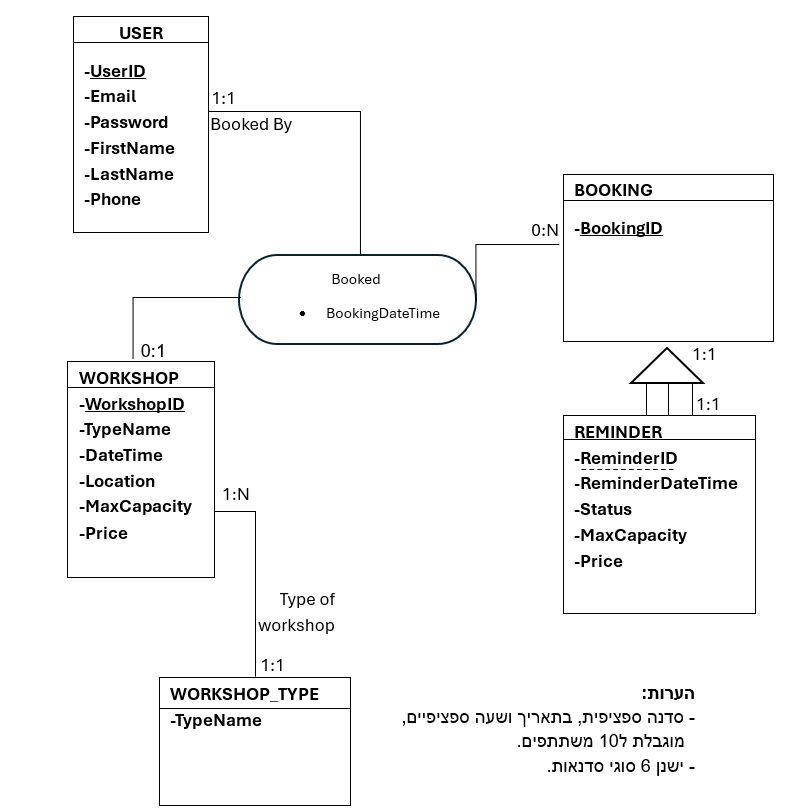 USER
-UserID
-Email
-Password
-FirstName
-LastName
-Phone
1:1
Booked By
BOOKING
-BookingID
0:N
Booked
• BookingDateTime
0:1
WORKSHOP
-WorkshopID
-TypeName
-DateTime
-Location
-MaxCapacity
-Price
1:1
1:1
REMINDER
-ReminderID
-ReminderDateTime
-Status
-MaxCapacity
-Price
1:N
Type of
workshop
1:1
WORKSHOP_TYPE
-TypeName
הערות:
- סדנה ספציפית, בתאריך ושעה ספציפיים,
מוגבלת ל10 משתתפים.
- ישנן 6 סוגי סדנאות.